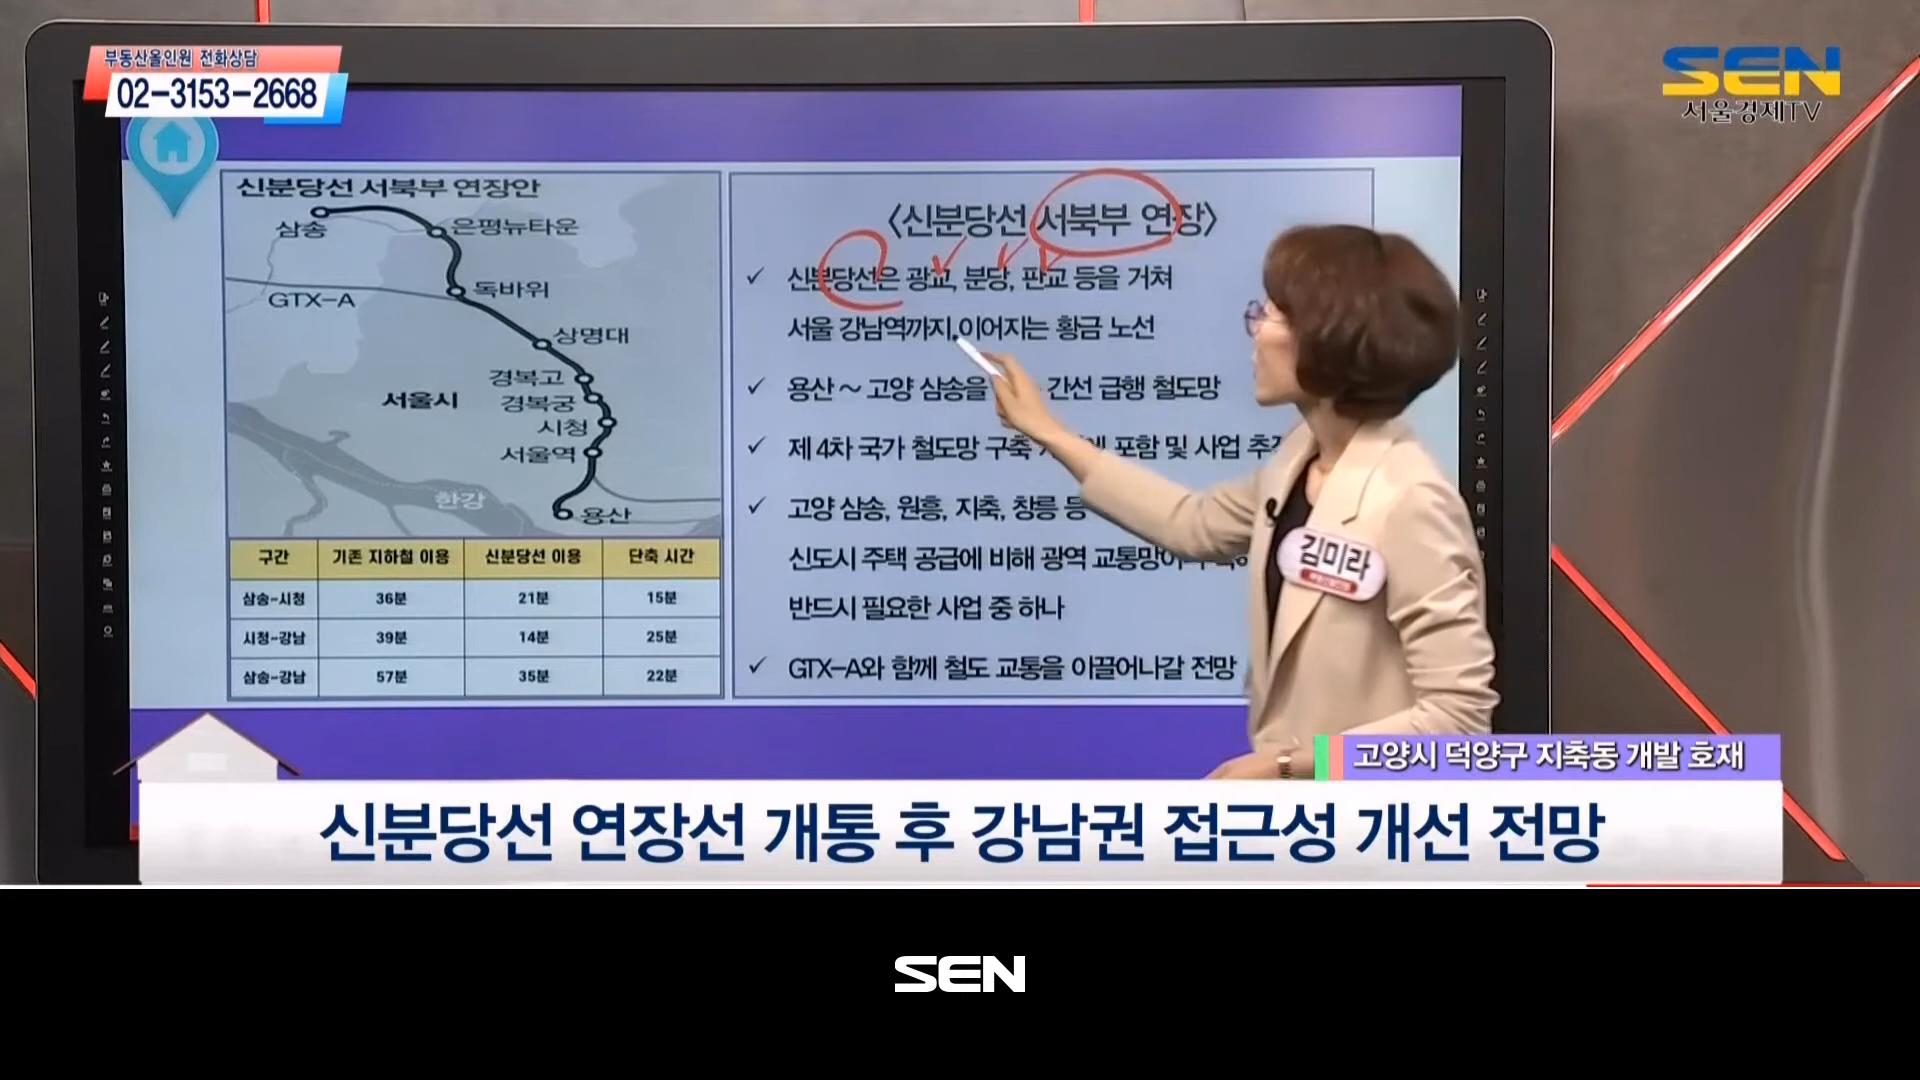 부동산올인원 전화상담
02-3153-2668
SEN
서울경제TV
신분당선 서북부 연장안
삼송
은평뉴타운
GTX-A
독바위
상명대
경복고
서울시
경복궁
시청
서울역
한강
용산
구간 기존 지하철 이용 신분당선 이용 단축 시간
삼송-시청 36분 21분 15분
시청-강남 39분 14분 25분
삼송-강남 57분 35분 22분
<신분당선 서북부 연장>
✓ 신분당선은 광교, 분당, 판교 등을 거쳐
서울 강남역까지 이어지는 황금 노선
✓ 용산 ~ 고양 삼송을 간선 급행 철도망
✓ 제 4차 국가 철도망 구축 포함 및 사업
✓ 고양 삼송, 원흥, 지축, 창릉 등
신도시 주택 공급에 비해 광역 교통망이
반드시 필요한 사업 중 하나
✓ GTX-A와 함께 철도 교통을 이끌어나갈 전망
김미라
고양시 덕양구 지축동 개발 호재
신분당선 연장선 개통 후 강남권 접근성 개선 전망
SEN